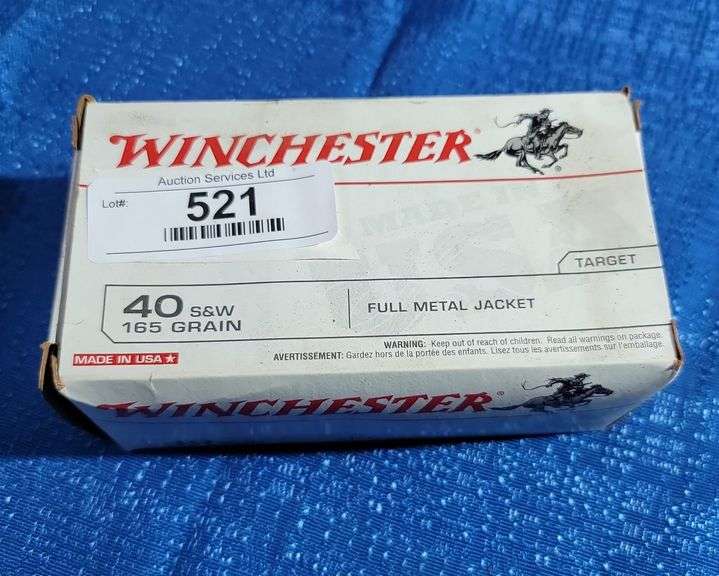 WINCHESTER®
Auction Services Ltd
Lot#:
521
TARGET
40 S&W
165 GRAIN
FULL METAL JACKET
WARNING: Keep out of reach of children. Read all warnings on package.
AVERTISSEMENT: Gardez hors de la portée des enfants. Lisez tous les avertissements sur l'emballage.
MADE IN USA
WINCHESTER®